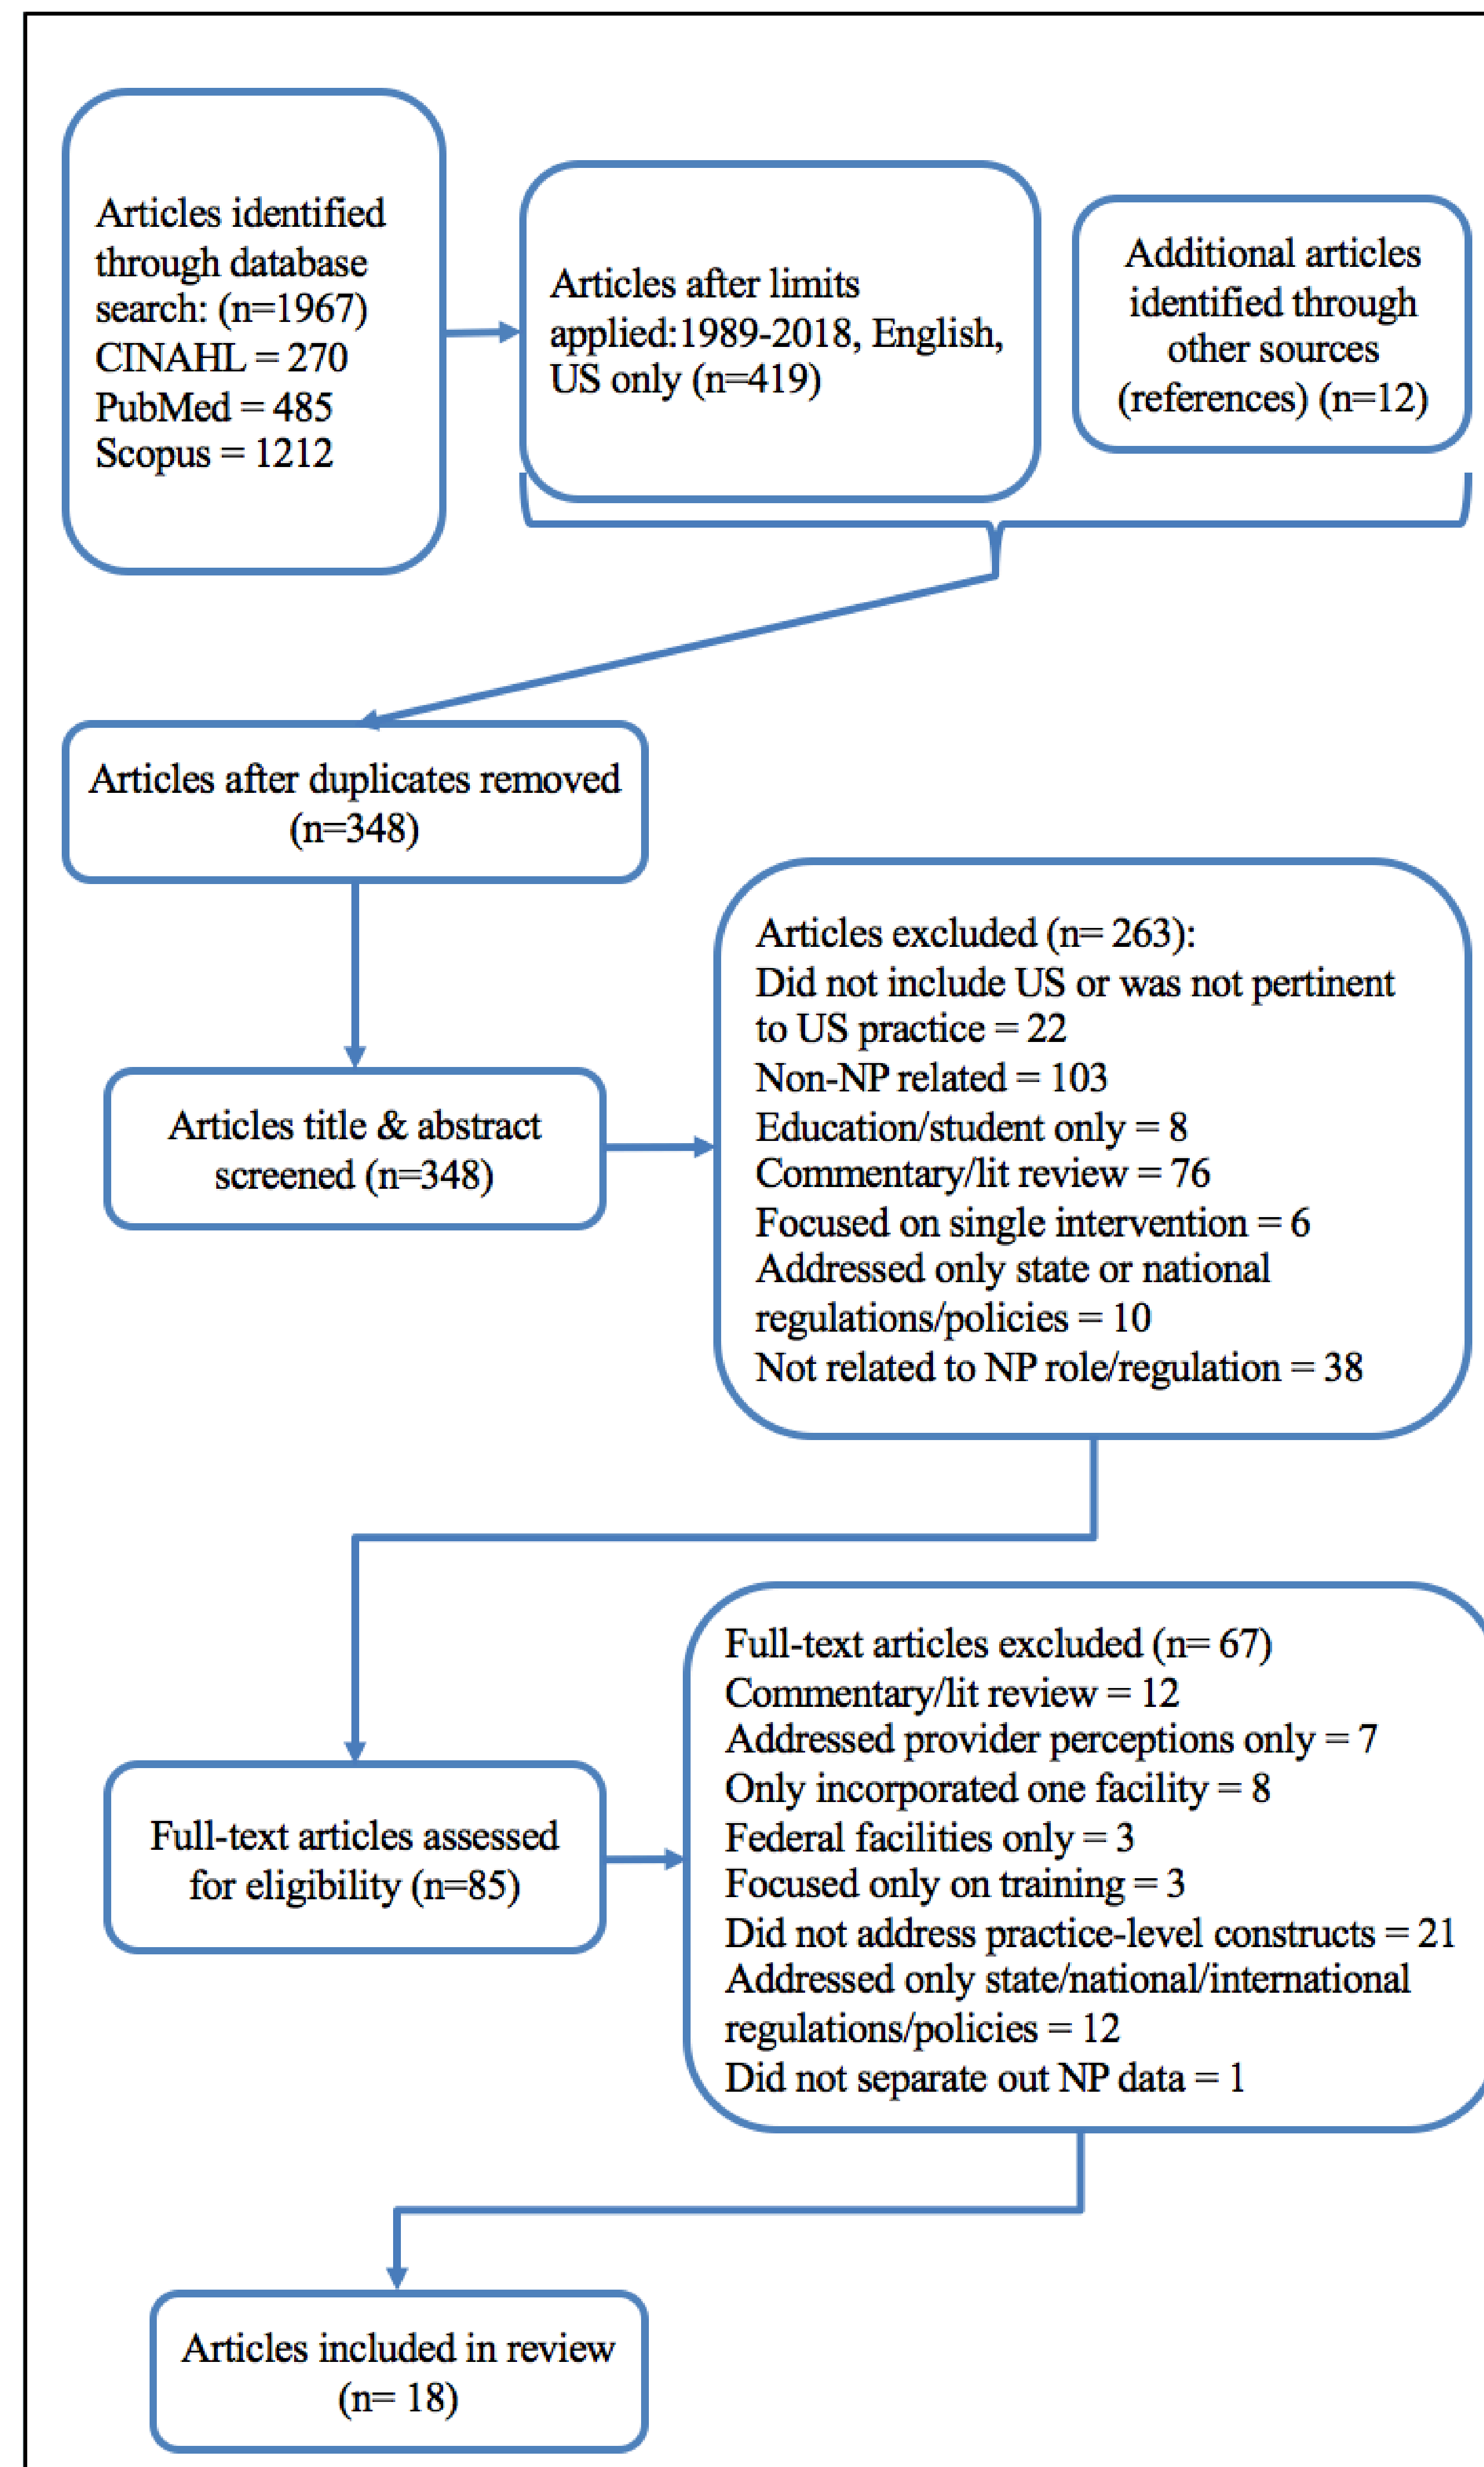 Articles identified
through database
search: (n=1967)
CINAHL = 270
PubMed = 485
Scopus = 1212
Articles after limits
applied:1989-2018, English,
US only (n=419)
Additional articles
identified through
other sources
(references) (n=12)
Articles after duplicates removed
(n=348)
Articles title & abstract
screened (n=348)
Articles excluded (n= 263):
Did not include US or was not pertinent
to US practice = 22
Non-NP related = 103
Education/student only = 8
Commentary/lit review = 76
Focused on single intervention = 6
Addressed only state or national
regulations/policies = 10
Not related to NP role/regulation = 38
Full-text articles assessed
for eligibility (n=85)
Full-text articles excluded (n= 67)
Commentary/lit review = 12
Addressed provider perceptions only = 7
Only incorporated one facility = 8
Federal facilities only = 3
Focused only on training = 3
Did not address practice-level constructs = 21
Addressed only state/national/international
regulations/policies = 12
Did not separate out NP data = 1
Articles included in review
(n= 18)